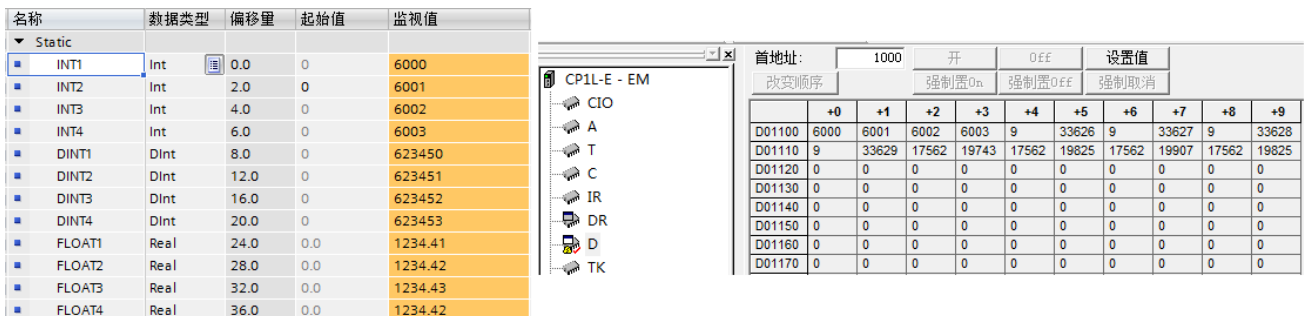 名称 数据类型 偏移量 起始值 监视值
Static
INT1 Int 0.0 0 6000
INT2 Int 2.0 0 6001
INT3 Int 4.0 0 6002
INT4 Int 6.0 0 6003
DINT1 DInt 8.0 0 623450
DINT2 DInt 12.0 0 623451
DINT3 DInt 16.0 0 623452
DINT4 DInt 20.0 0 623453
FLOAT1 Real 24.0 0.0 1234.41
FLOAT2 Real 28.0 0.0 1234.42
FLOAT3 Real 32.0 0.0 1234.43
FLOAT4 Real 36.0 0.0 1234.42
CP1L-E - EM
CIO
A
T
C
IR
DR
D
TK
首地址: 1000 开 Off 设置值
改变顺序 强制置On 强制置Off 强制取消
+0 +1 +2 +3 +4 +5 +6 +7 +8 +9
D01100 6000 6001 6002 6003 9 33626 9 33627 9 33628
D01110 9 33629 17562 19743 17562 19825 17562 19907 17562 19825
D01120 0 0 0 0 0 0 0 0 0 0
D01130 0 0 0 0 0 0 0 0 0 0
D01140 0 0 0 0 0 0 0 0 0 0
D01150 0 0 0 0 0 0 0 0 0 0
D01160 0 0 0 0 0 0 0 0 0 0
D01170 0 0 0 0 0 0 0 0 0 0